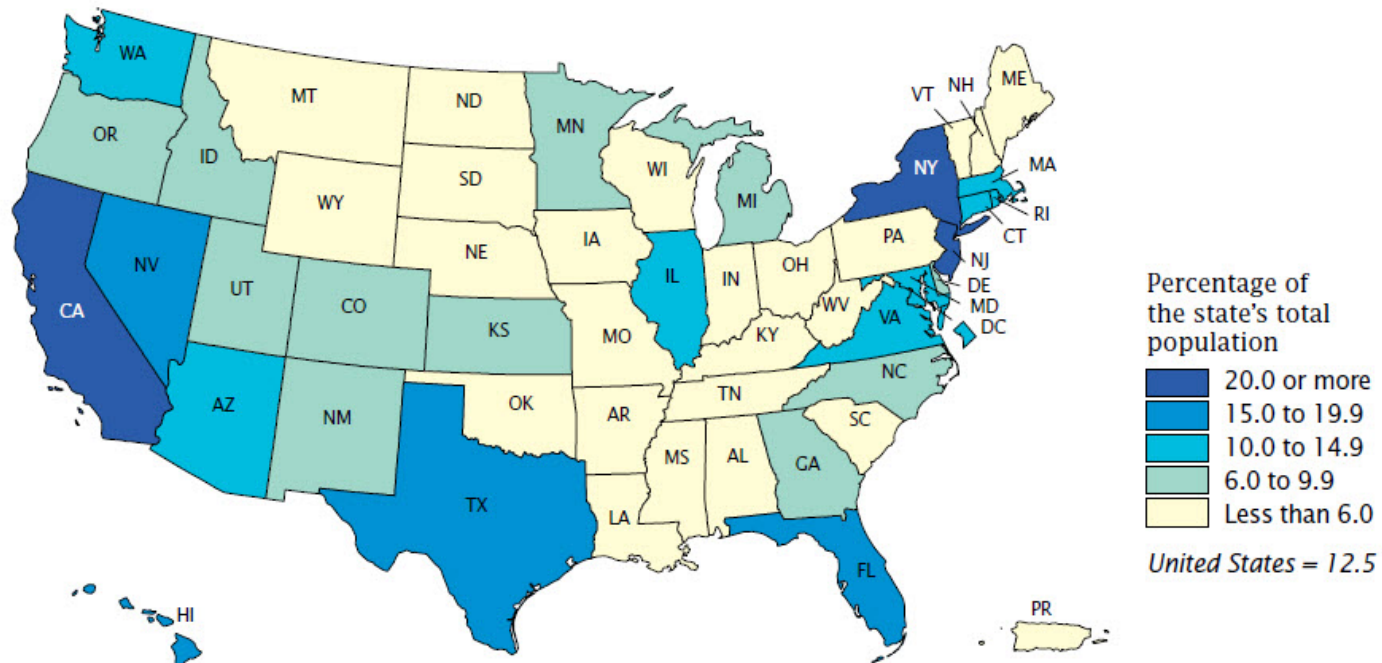 WA
MT
ND
MN
ME
VT
NH
OR
ID
SD
WI
MI
NY
MA
RI
CT
WY
IA
NE
PA
NJ
DE
MD
DC
NV
UT
CO
CA
KS
IL
IN
OH
WV
VA
MO
KY
NC
TN
AZ
NM
OK
AR
SC
MS
AL
GA
TX
LA
FL
HI
PR
Percentage of
the state's total
population
20.0 or more
15.0 to 19.9
10.0 to 14.9
6.0 to 9.9
Less than 6.0
United States = 12.5